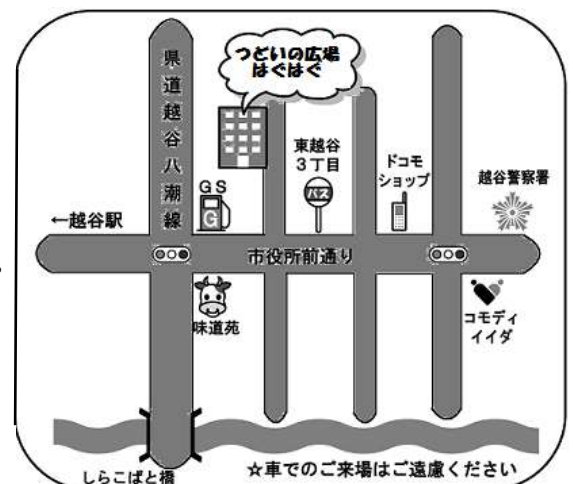 つどいの広場
はぐはぐ
県道越谷八潮線
東越谷
3丁目
バス
ドコモ
ショップ
越谷警察署
GS
G
←越谷駅
市役所前通り
味道苑
コモディ
イイダ
しらこばと橋
☆車でのご来場はご遠慮ください